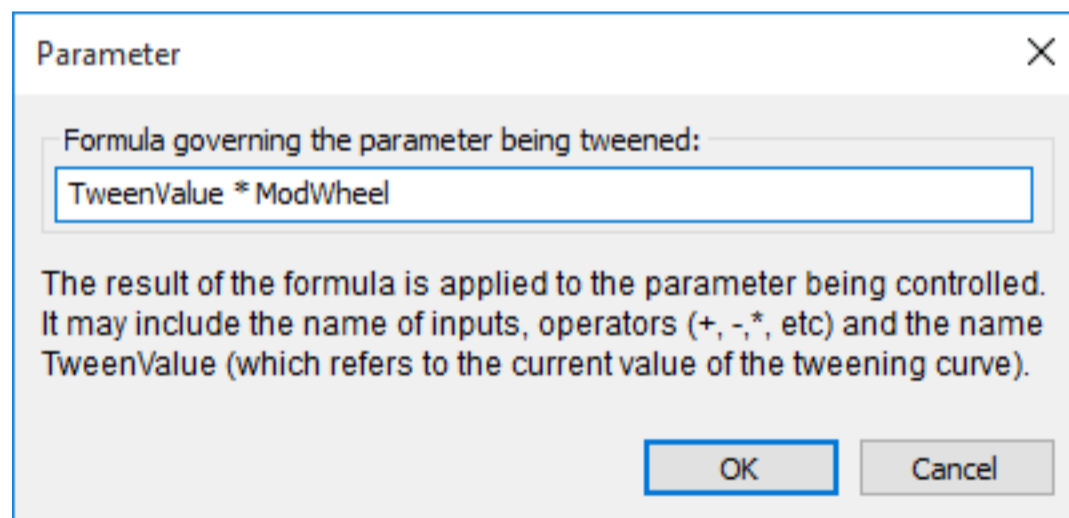 Parameter
Formula governing the parameter being tweened:
TweenValue * ModWheel
The result of the formula is applied to the parameter being controlled.
It may include the name of inputs, operators (+, -,*, etc) and the name
TweenValue (which refers to the current value of the tweening curve).
OK Cancel